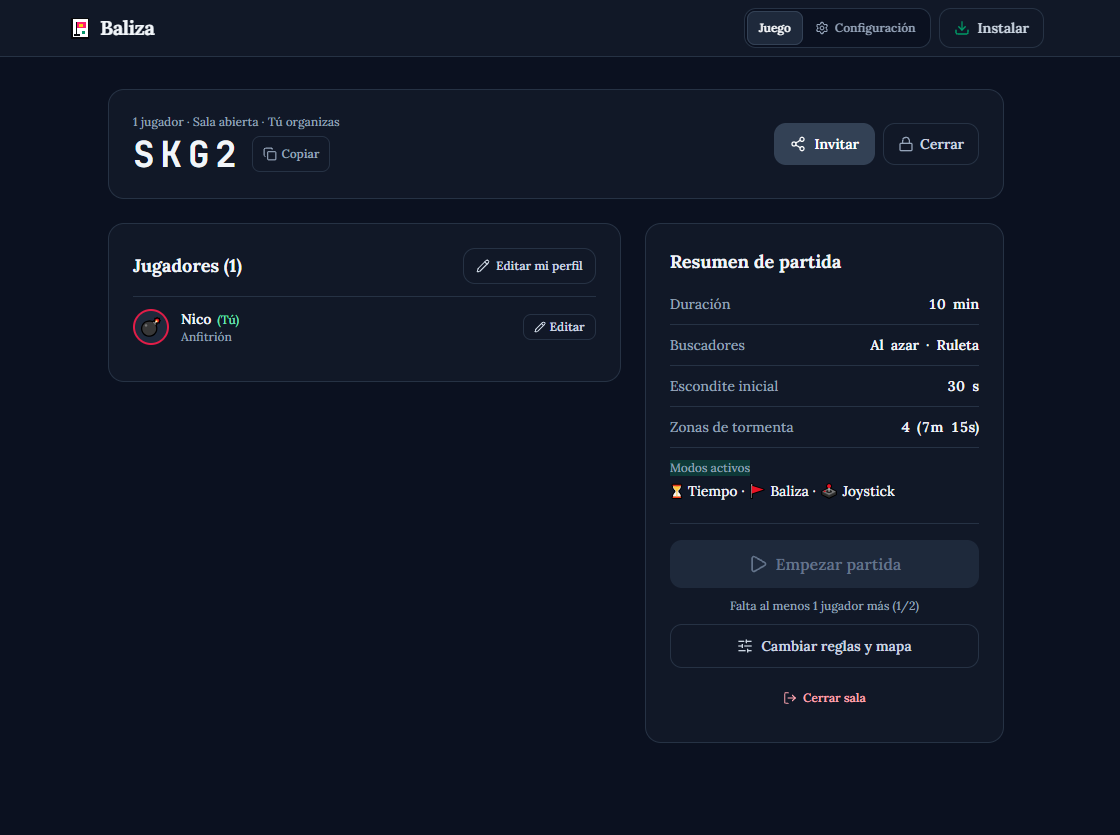 Baliza
Juego
Configuración
Instalar
1 jugador · Sala abierta · Tú organizas
SKG2
Copiar
Invitar
Cerrar
Jugadores (1)
Editar mi perfil
Nico (Tú)
Anfitrión
Editar
Resumen de partida
Duración 10 min
Buscadores Al azar · Ruleta
Escondite inicial 30 s
Zonas de tormenta 4 (7m 15s)
Modos activos
⏳ Tiempo · 🚩 Baliza · 🕹️ Joystick
Empezar partida
Falta al menos 1 jugador más (1/2)
Cambiar reglas y mapa
Cerrar sala